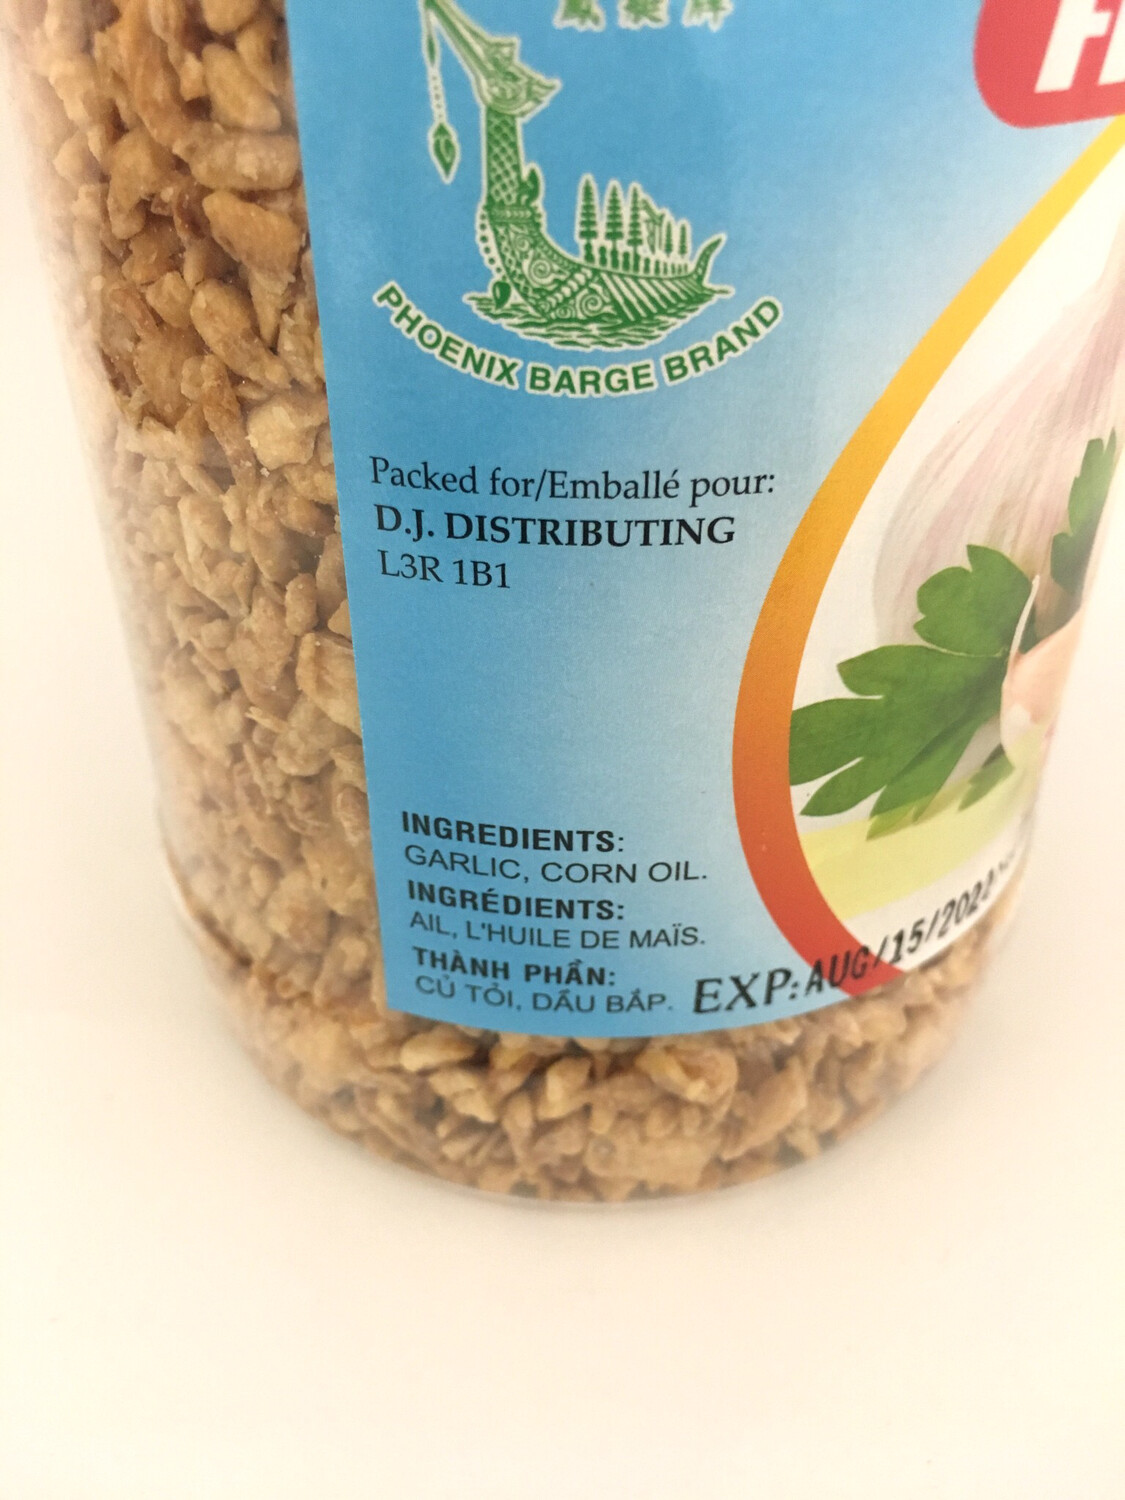 PHOENIX BARGE BRAND
Packed for/Emballé pour:
D.J. DISTRIBUTING
L3R 1B1
INGREDIENTS:
GARLIC, CORN OIL.
INGRÉDIENTS:
AIL, L'HUILE DE MAÏS.
THÀNH PHẦN:
CỦ TỎI, DẦU BẮP.
EXP: AUG/15/202